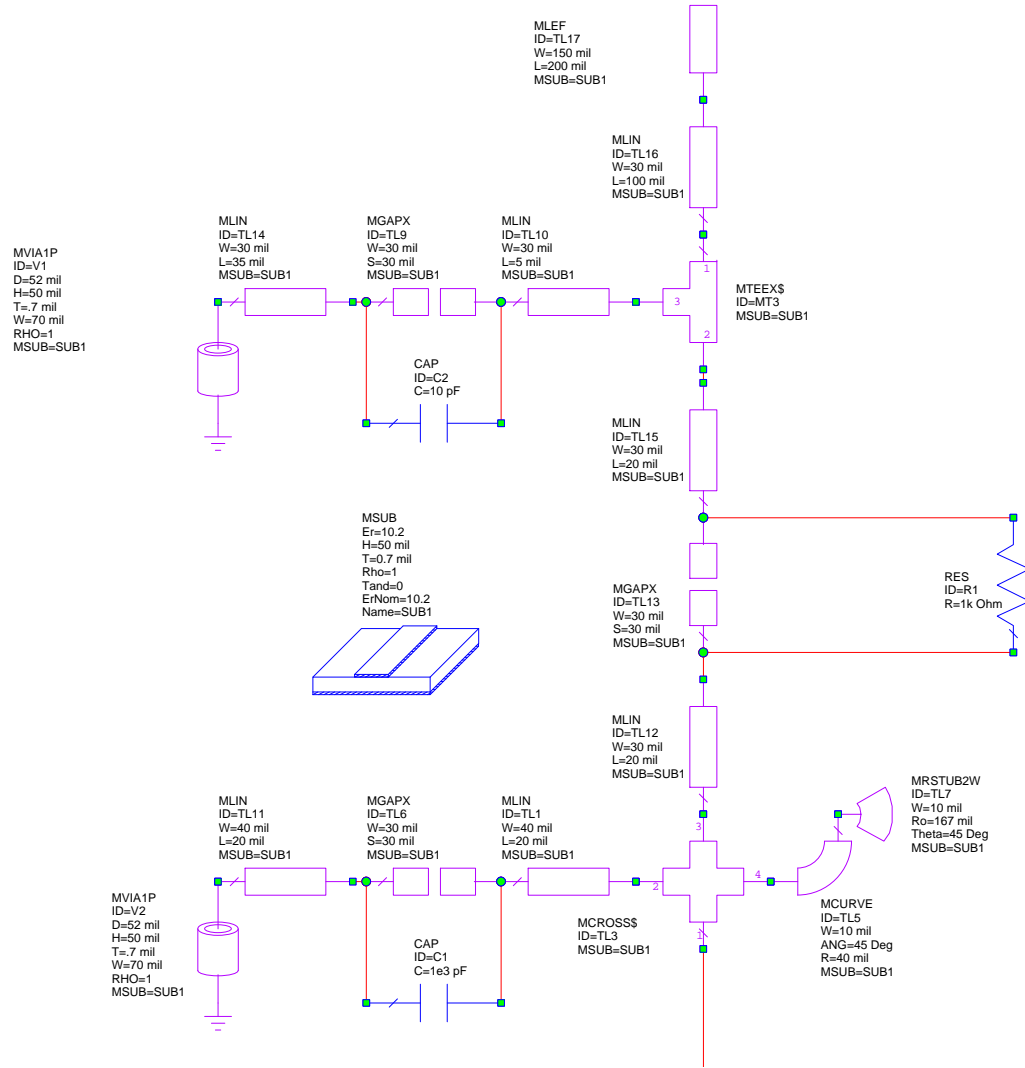 MLEF
ID=TL17
W=150 mil
L=200 mil
MSUB=SUB1
MLIN
ID=TL16
W=30 mil
L=100 mil
MSUB=SUB1
MVIA1P
ID=V1
D=52 mil
H=50 mil
T=.7 mil
W=70 mil
RHO=1
MSUB=SUB1
MLIN
ID=TL14
W=30 mil
L=35 mil
MSUB=SUB1
MGAPX
ID=TL9
W=30 mil
S=30 mil
MSUB=SUB1
MLIN
ID=TL10
W=30 mil
L=5 mil
MSUB=SUB1
1
3
2
MTEEX$
ID=MT3
MSUB=SUB1
CAP
ID=C2
C=10 pF
MLIN
ID=TL15
W=30 mil
L=20 mil
MSUB=SUB1
MSUB
Er=10.2
H=50 mil
T=0.7 mil
Rho=1
Tand=0
ErNom=10.2
Name=SUB1
MGAPX
ID=TL13
W=30 mil
S=30 mil
MSUB=SUB1
RES
ID=R1
R=1k Ohm
MLIN
ID=TL12
W=30 mil
L=20 mil
MSUB=SUB1
MLIN
ID=TL11
W=40 mil
L=20 mil
MSUB=SUB1
MGAPX
ID=TL6
W=30 mil
S=30 mil
MSUB=SUB1
MLIN
ID=TL1
W=40 mil
L=20 mil
MSUB=SUB1
MRSTUB2W
ID=TL7
W=10 mil
Ro=167 mil
Theta=45 Deg
MSUB=SUB1
3
2
4
1
MVIA1P
ID=V2
D=52 mil
H=50 mil
T=.7 mil
W=70 mil
RHO=1
MSUB=SUB1
CAP
ID=C1
C=1e3 pF
MCROSS$
ID=TL3
MSUB=SUB1
MCURVE
ID=TL5
W=10 mil
ANG=45 Deg
R=40 mil
MSUB=SUB1